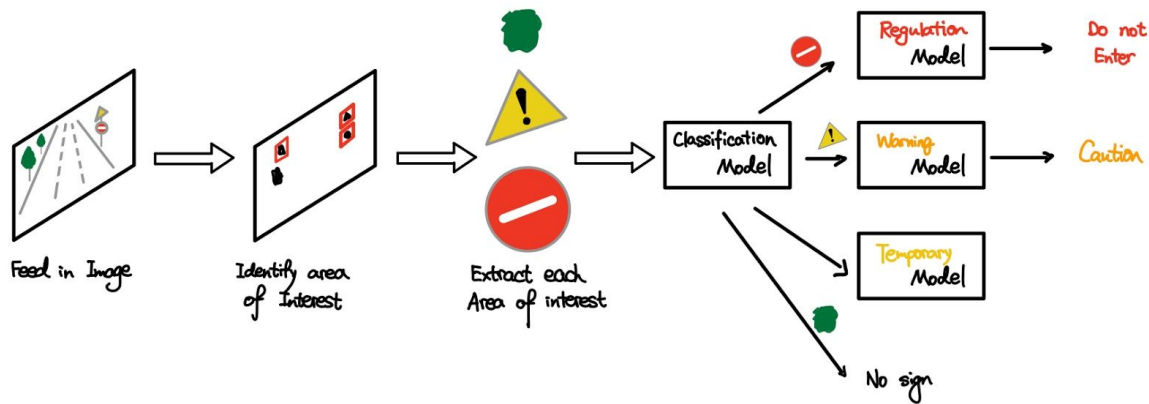 Feed in Image
Identify area
of Interest
Extract each
Area of interest
!
Classification
Model
!
Regulation
Model
Do not
Enter
Warning
Model
Caution
Temporary
Model
No sign